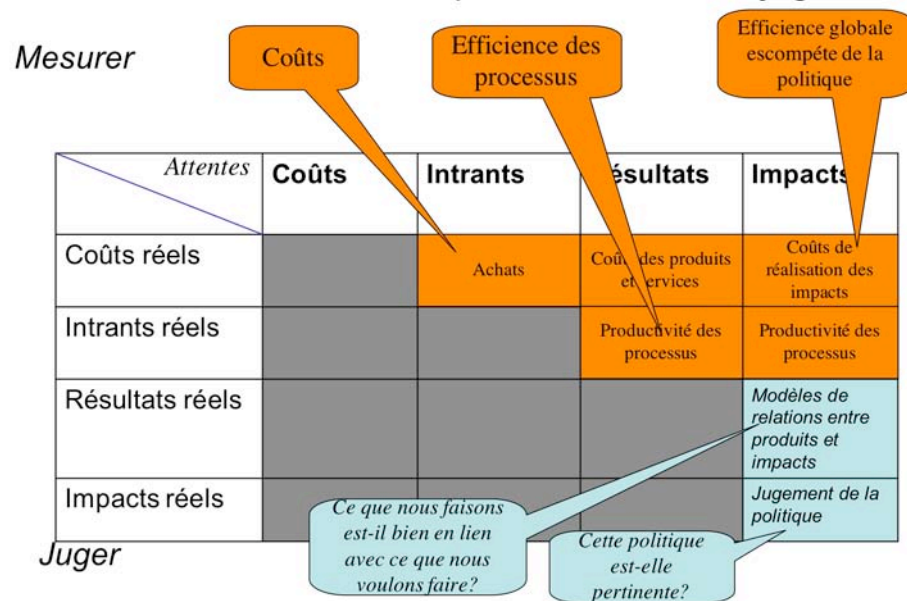 Mesurer
Coûts
Efficience des
processus
Efficience globale
escompéte de la
politique
Attentes
Coûts
Intrants
ésultats
Impacts
Coûts réels
Achats
Coû des produits
et ervices
Coûts de
réalisation des
impacts
Intrants réels
Productivité des
processus
Productivité des
processus
Résultats réels
Modèles de
relations entre
produits et
impacts
Impacts réels
Jugement de la
politique
Ce que nous faisons
est-il bien en lien
avec ce que nous
voulons faire?
Cette politique
est-elle
pertinente?
Juger